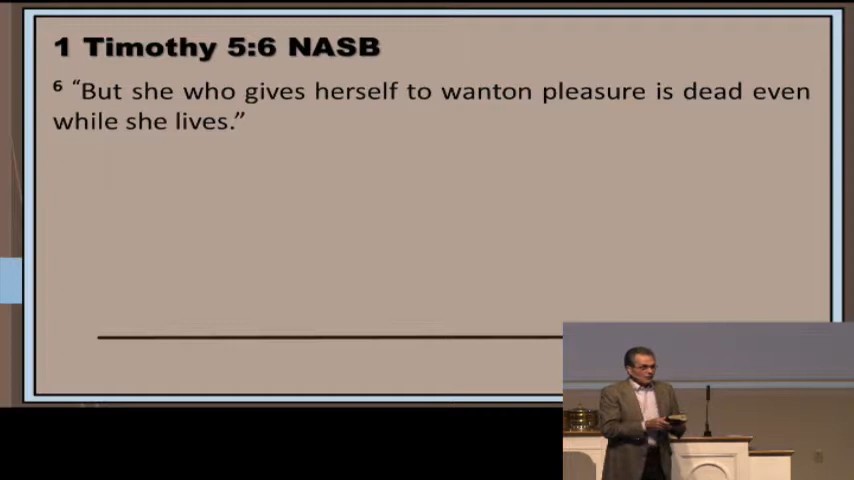 1 Timothy 5:6 NASB
⁶ “But she who gives herself to wanton pleasure is dead even
while she lives.”